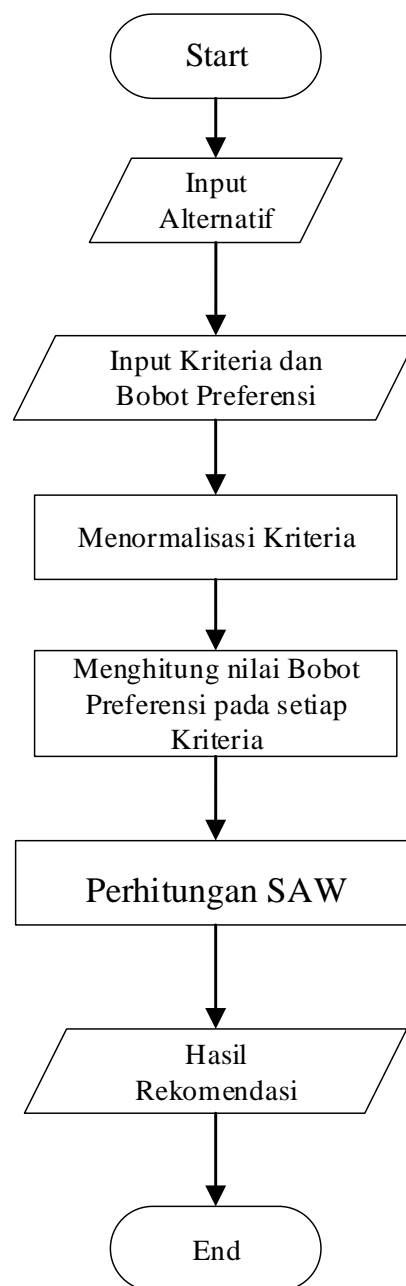 Start
Input
Alternatif
Input Kriteria dan
Bobot Preferensi
Menormalisasi Kriteria
Menghitung nilai Bobot
Preferensi pada setiap
Kriteria
Perhitungan SAW
Hasil
Rekomendasi
End